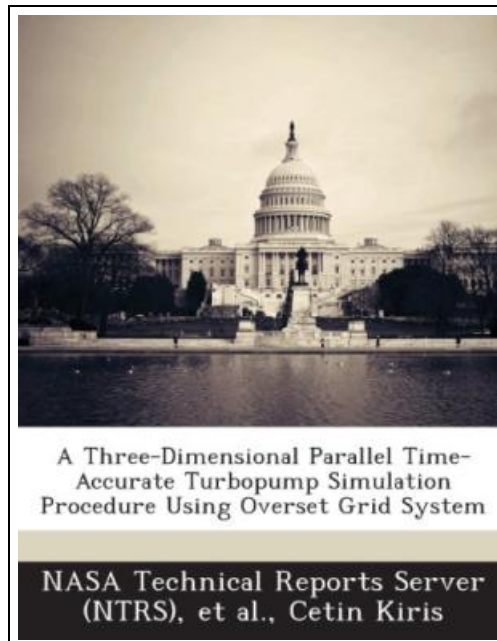 A Three-Dimensional Parallel Time-
Accurate Turbopump Simulation
Procedure Using Overset Grid System
NASA Technical Reports Server
(NTRS), et al., Cetin Kiris